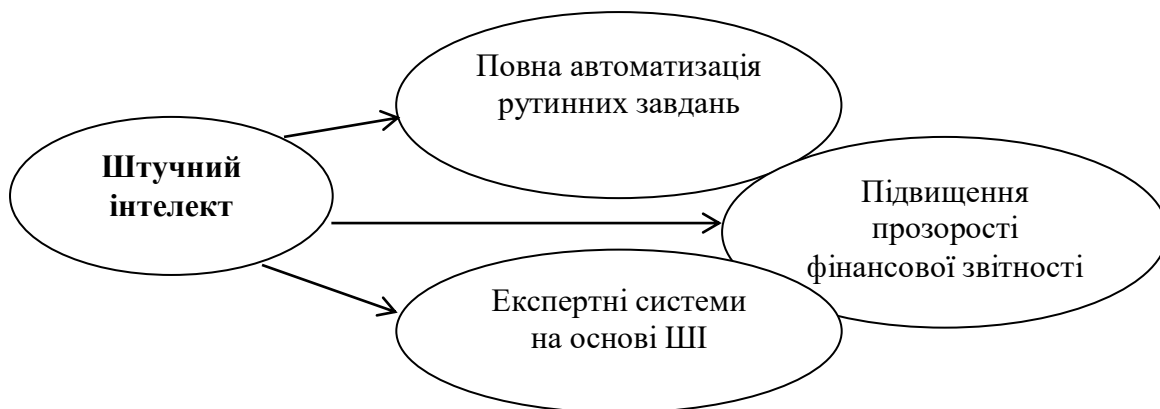 Повна автоматизація
рутинних завдань
Штучний
інтелект
Підвищення
прозорості
фінансової звітності
Експертні системи
на основі ШІ